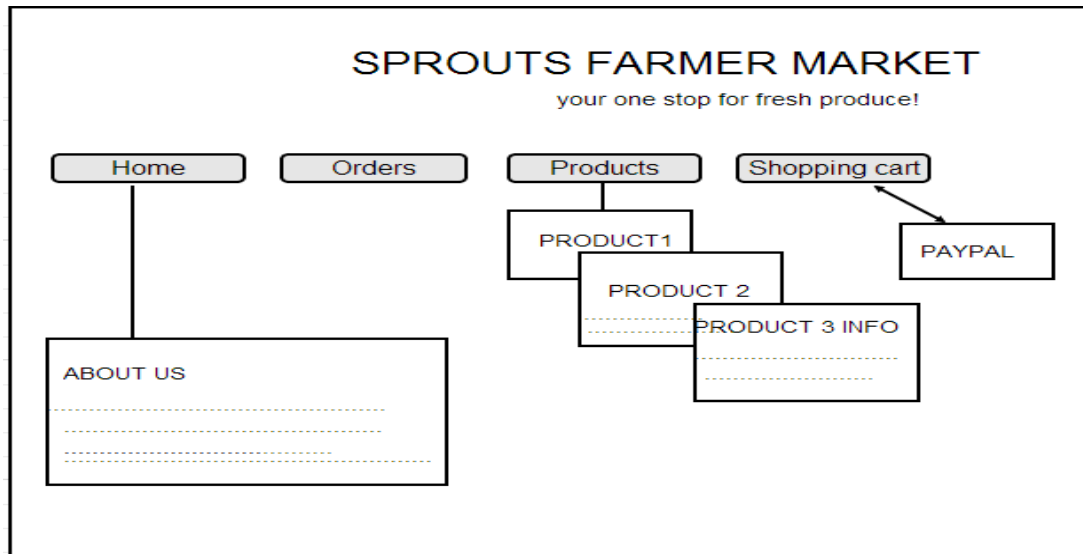 SPROUTS FARMER MARKET
your one stop for fresh produce!
Home
Orders
Products
Shopping cart
PRODUCT1
PAYPAL
PRODUCT 2
PRODUCT 3 INFO
ABOUT US